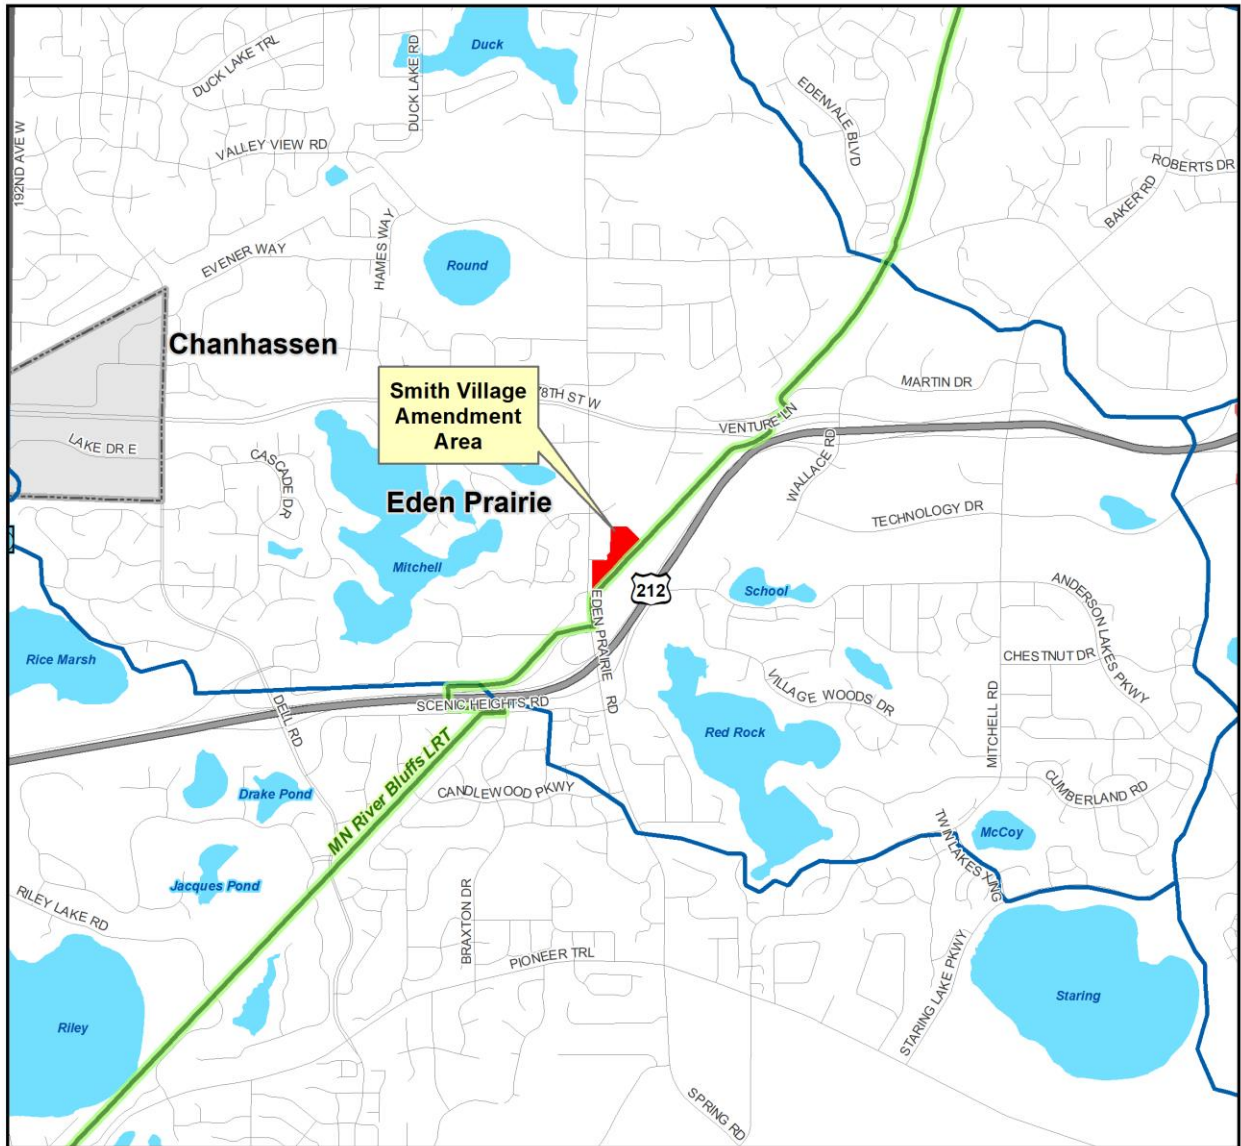 DUCK LAKE TRL
DUCK LAKE RD
Duck
EDENVALE BLVD
192ND AVE W
VALLEY VIEW RD
ROBERTS DR
BAKER RD
HAMES WAY
EVENER WAY
Round
Chanhassen
Smith Village
Amendment
Area
78TH ST W
MARTIN DR
VENTURE LN
LAKE DR E
CASCADE DR
WALLACE RD
Eden Prairie
TECHNOLOGY DR
Mitchell
212
School
ANDERSON LAKES PKWY
EDEN PRAIRIE RD
Rice Marsh
CHESTNUT DR
VILLAGE WOODS DR
MITCHELL RD
DELL RD
SCENIC HEIGHTS RD
Red Rock
MN River Bluffs LRT
Drake Pond
CANDLEWOOD PKWY
CUMBERLAND RD
TWIN LAKES XING
McCoy
Jacques Pond
RILEY LAKE RD
BRAXTON DR
PIONEER TRL
STARING LAKE PKWY
Staring
Riley
SPRING RD